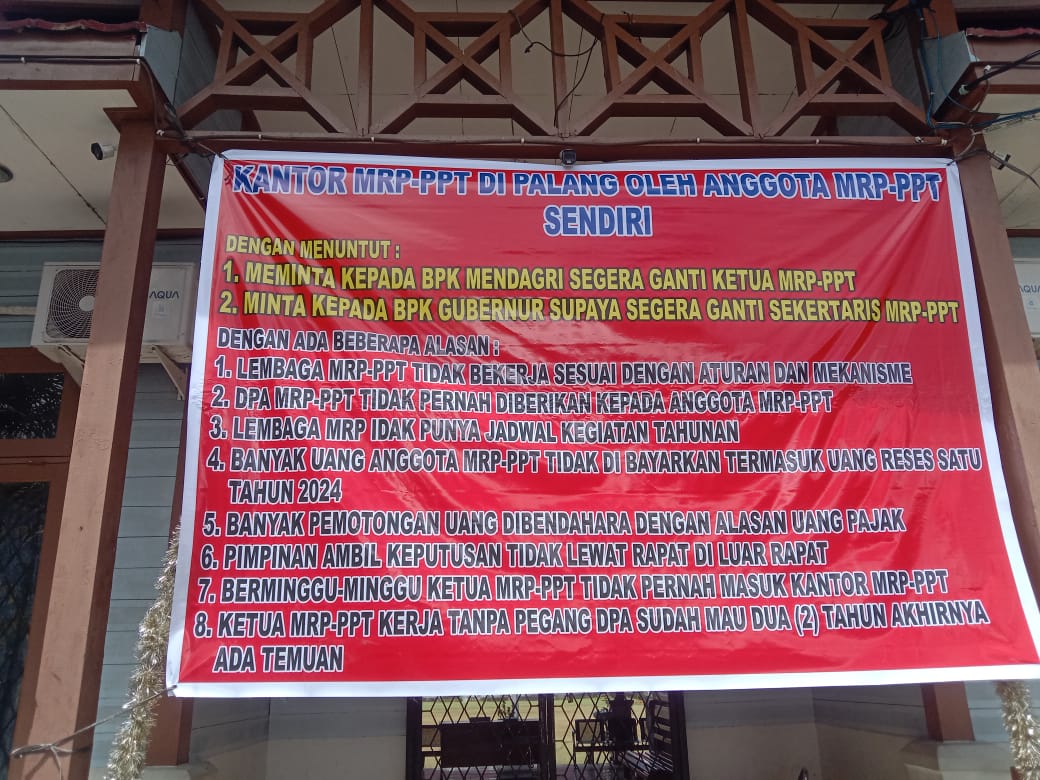 KANTOR MRP-PPT DI PALANG OLEH ANGGOTA MRP-PPT
SENDIRI
DENGAN MENUNTUT :
1. MEMINTA KEPADA BPK MENDAGRI SEGERA GANTI KETUA MRP-PPT
2. MINTA KEPADA BPK GUBERNUR SUPAYA SEGERA GANTI SEKERTARIS MRP-PPT
DENGAN ADA BEBERAPA ALASAN :
1. LEMBAGA MRP-PPT TIDAK BEKERJA SESUAI DENGAN ATURAN DAN MEKANISME
2. DPA MRP-PPT TIDAK PERNAH DIBERIKAN KEPADA ANGGOTA MRP-PPT
3. LEMBAGA MRP IDAK PUNYA JADWAL KEGIATAN TAHUNAN
4. BANYAK UANG ANGGOTA MRP-PPT TIDAK DI BAYARKAN TERMASUK UANG RESES SATU
TAHUN 2024
5. BANYAK PEMOTONGAN UANG DIBENDAHARA DENGAN ALASAN UANG PAJAK
6. PIMPINAN AMBIL KEPUTUSAN TIDAK LEWAT RAPAT DI LUAR RAPAT
7. BERMINGGU-MINGGU KETUA MRP-PPT TIDAK PERNAH MASUK KANTOR MRP-PPT
8. KETUA MRP-PPT KERJA TANPA PEGANG DPA SUDAH MAU DUA (2) TAHUN AKHIRNYA
ADA TEMUAN
AQUA
AQUA